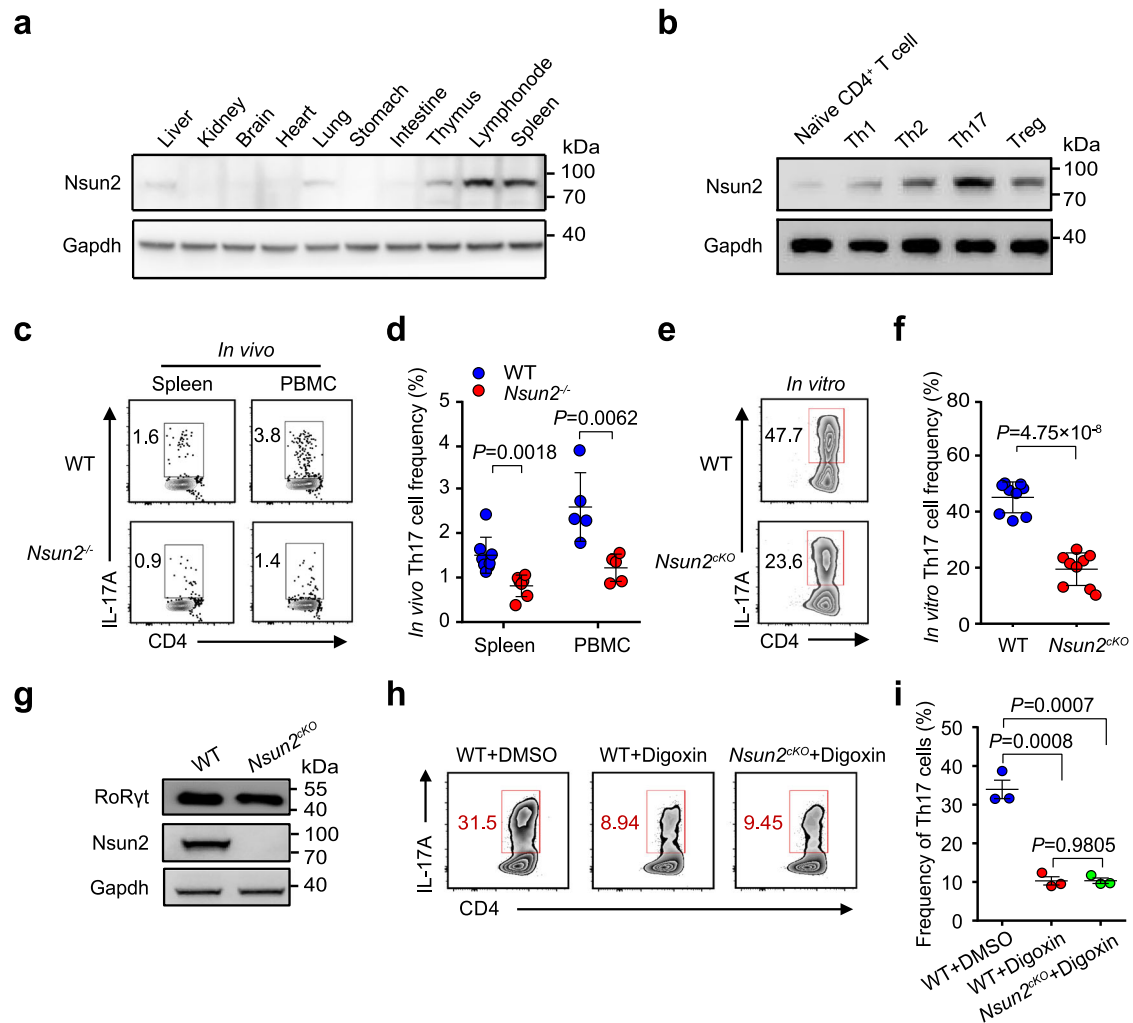 a
Liver
Kidney
Brain
Heart
Lung
Stomach
Intestine
Thymus
Lymphonode
Spleen
kDa
Nsun2
100
70
Gapdh
40
b
Naïve CD4⁺ T cell
Th1
Th2
Th17
Treg
kDa
Nsun2
100
70
Gapdh
40
c
In vivo
Spleen
PBMC
WT
1.6
3.8
Nsun2⁻/⁻
0.9
1.4
IL-17A
CD4
d
WT
Nsun2⁻/⁻
In vivo Th17 cell frequency (%)
5
4
3
2
1
0
P=0.0018
P=0.0062
Spleen
PBMC
e
In vitro
WT
47.7
Nsun2ᶜᴷᴼ
23.6
IL-17A
CD4
f
In vitro Th17 cell frequency (%)
80
60
40
20
0
P=4.75×10⁻⁸
WT
Nsun2ᶜᴷᴼ
g
WT
Nsun2ᶜᴷᴼ
kDa
RoRγt
55
40
Nsun2
100
70
Gapdh
40
h
WT+DMSO
WT+Digoxin
Nsun2ᶜᴷᴼ+Digoxin
31.5
8.94
9.45
IL-17A
CD4
i
Frequency of Th17 cells (%)
50
40
30
20
10
0
P=0.0007
P=0.0008
P=0.9805
WT+DMSO
WT+Digoxin
Nsun2ᶜᴷᴼ+Digoxin